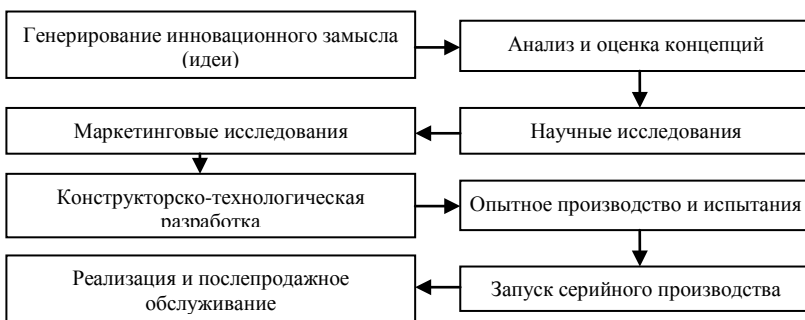 Генерирование инновационного замысла
(идеи)
Анализ и оценка концепций
Маркетинговые исследования
Научные исследования
Конструкторско-технологическая
разработка
Опытное производство и испытания
Реализация и послепродажное
обслуживание
Запуск серийного производства